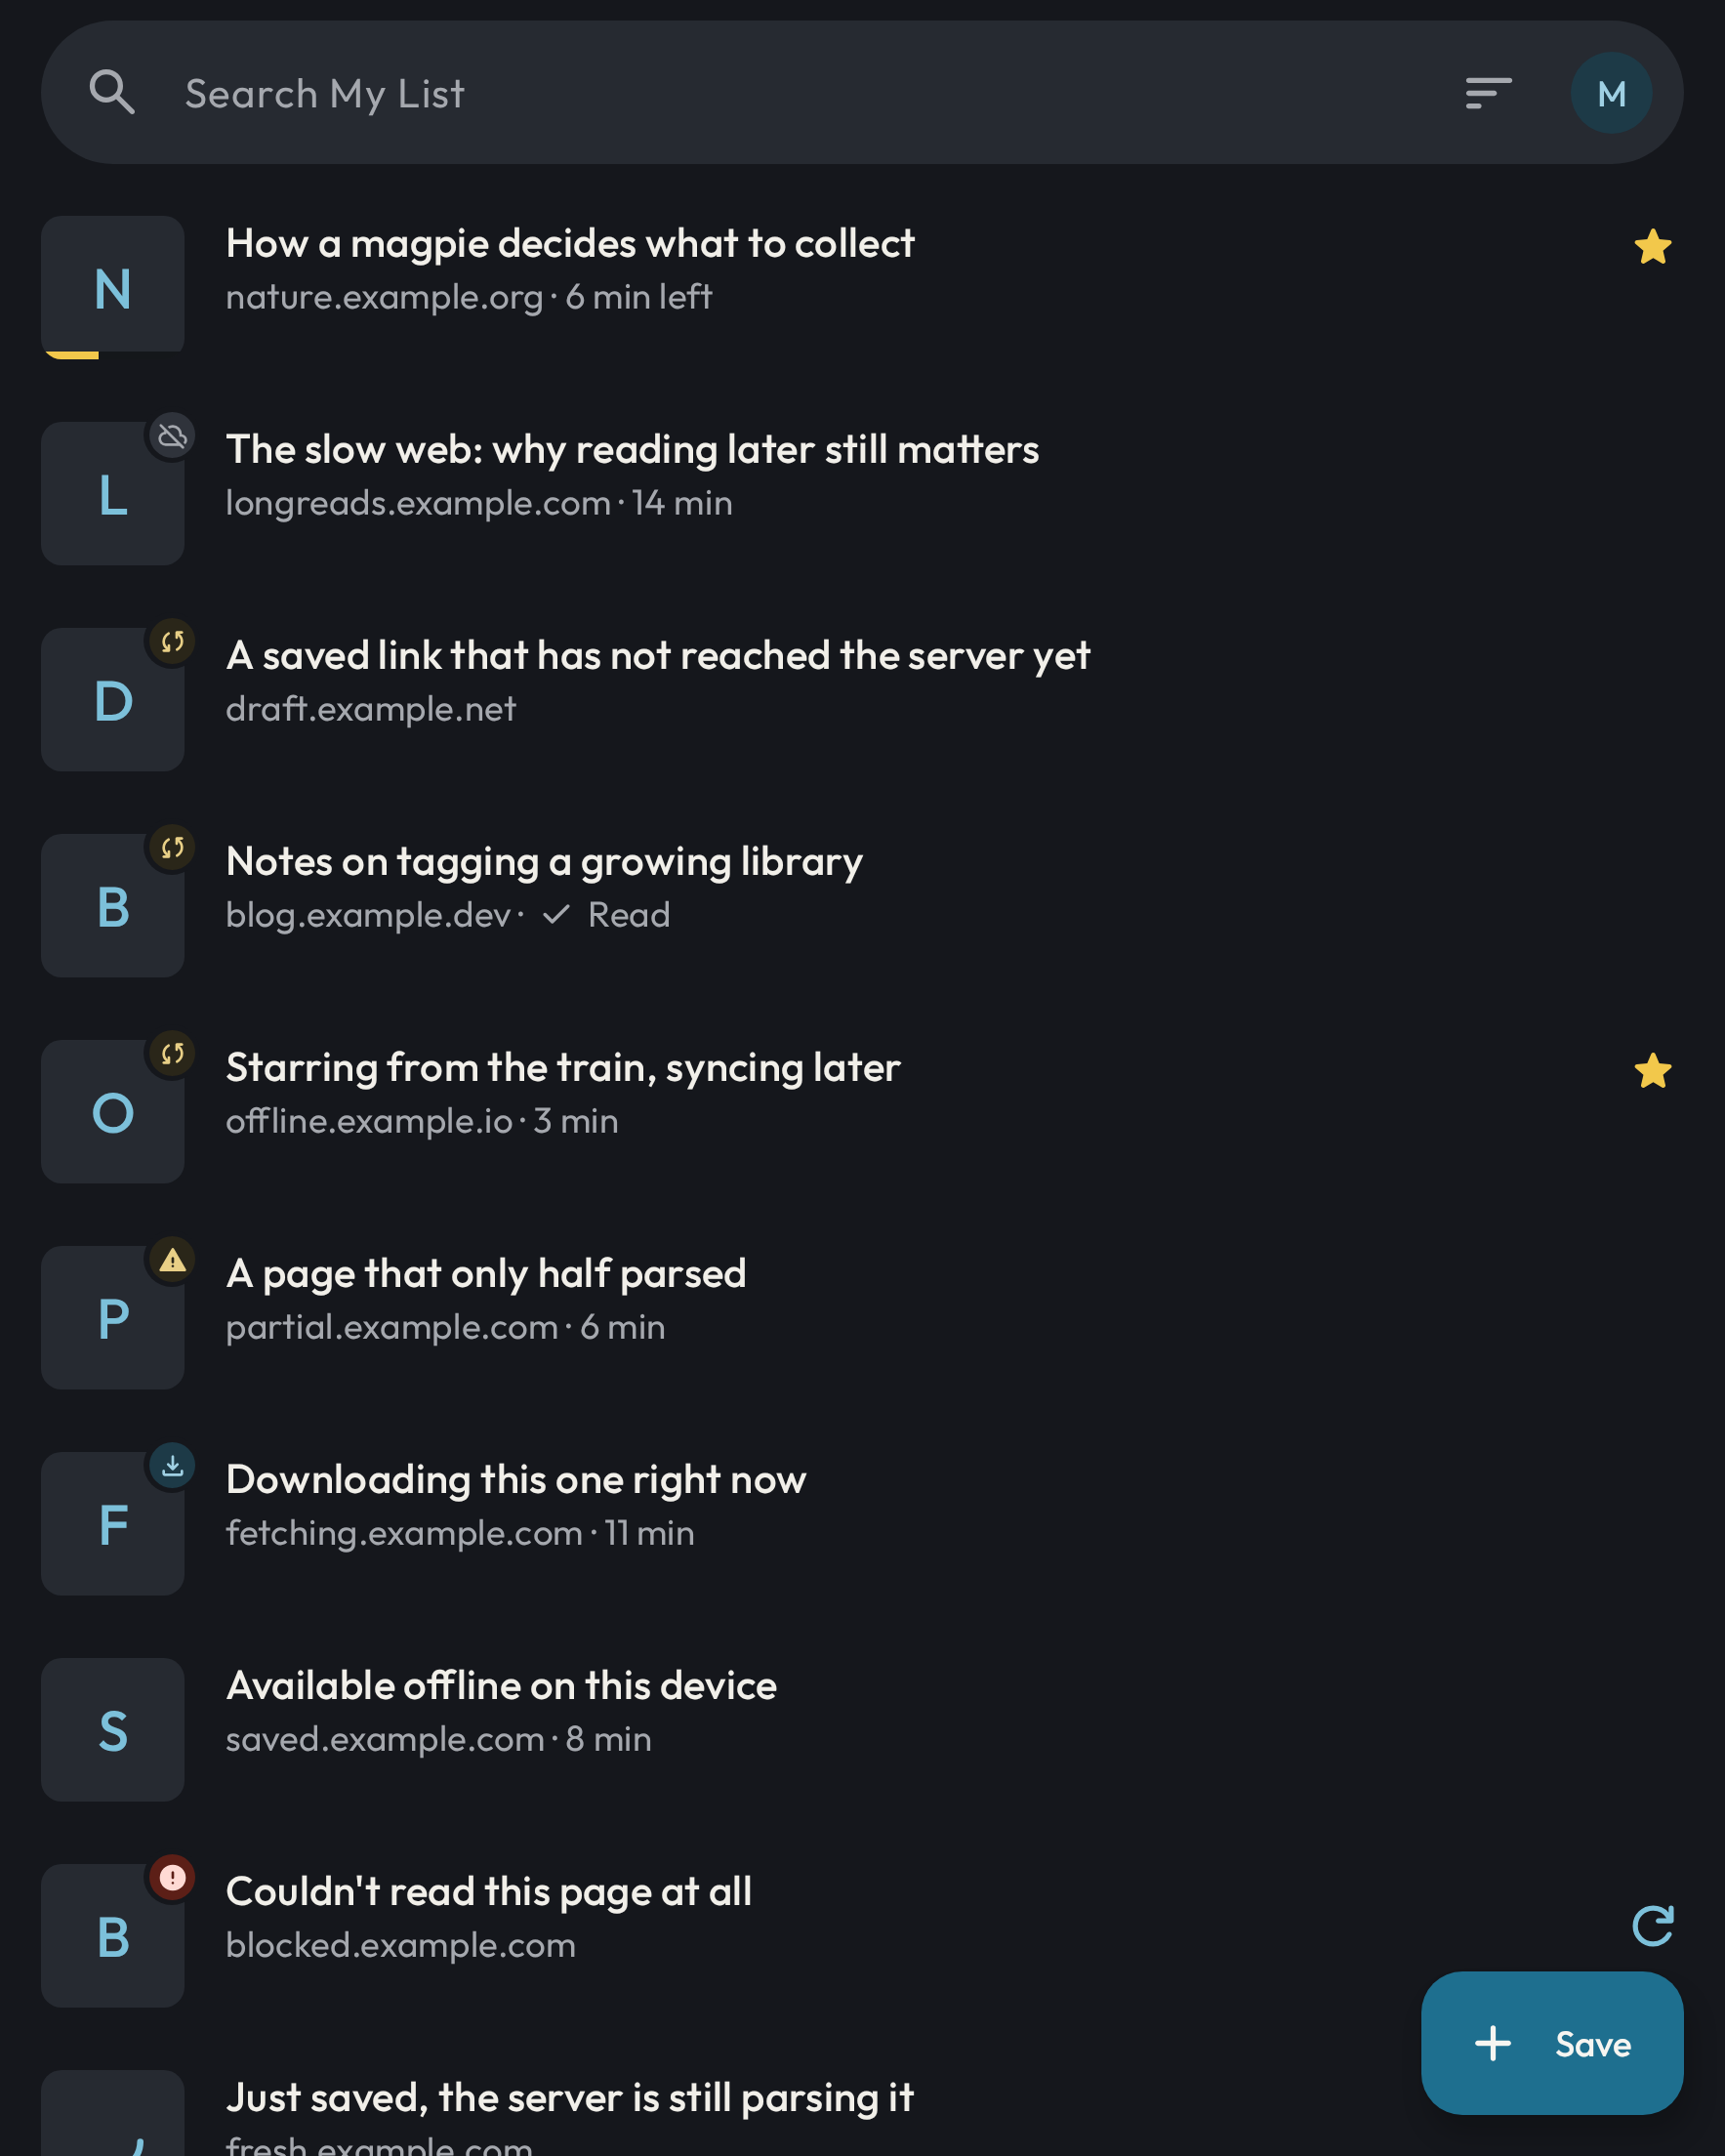 Search My List
M
N
How a magpie decides what to collect
nature.example.org · 6 min left
L
The slow web: why reading later still matters
longreads.example.com · 14 min
D
A saved link that has not reached the server yet
draft.example.net
B
Notes on tagging a growing library
blog.example.dev · ✓ Read
O
Starring from the train, syncing later
offline.example.io · 3 min
P
A page that only half parsed
partial.example.com · 6 min
F
Downloading this one right now
fetching.example.com · 11 min
S
Available offline on this device
saved.example.com · 8 min
B
Couldn't read this page at all
blocked.example.com
+ Save
Just saved, the server is still parsing it
fresh.example.com